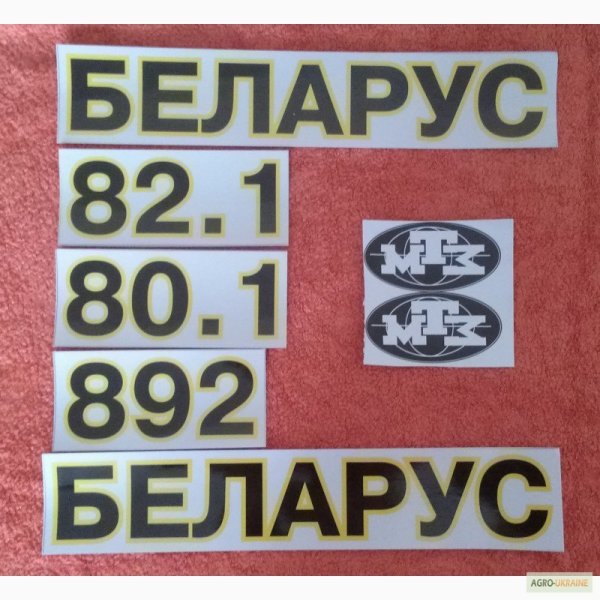 БЕЛАРУС
82.1
80.1
892
МТЗ
МТЗ
БЕЛАРУС
AGRO-UKRAINE